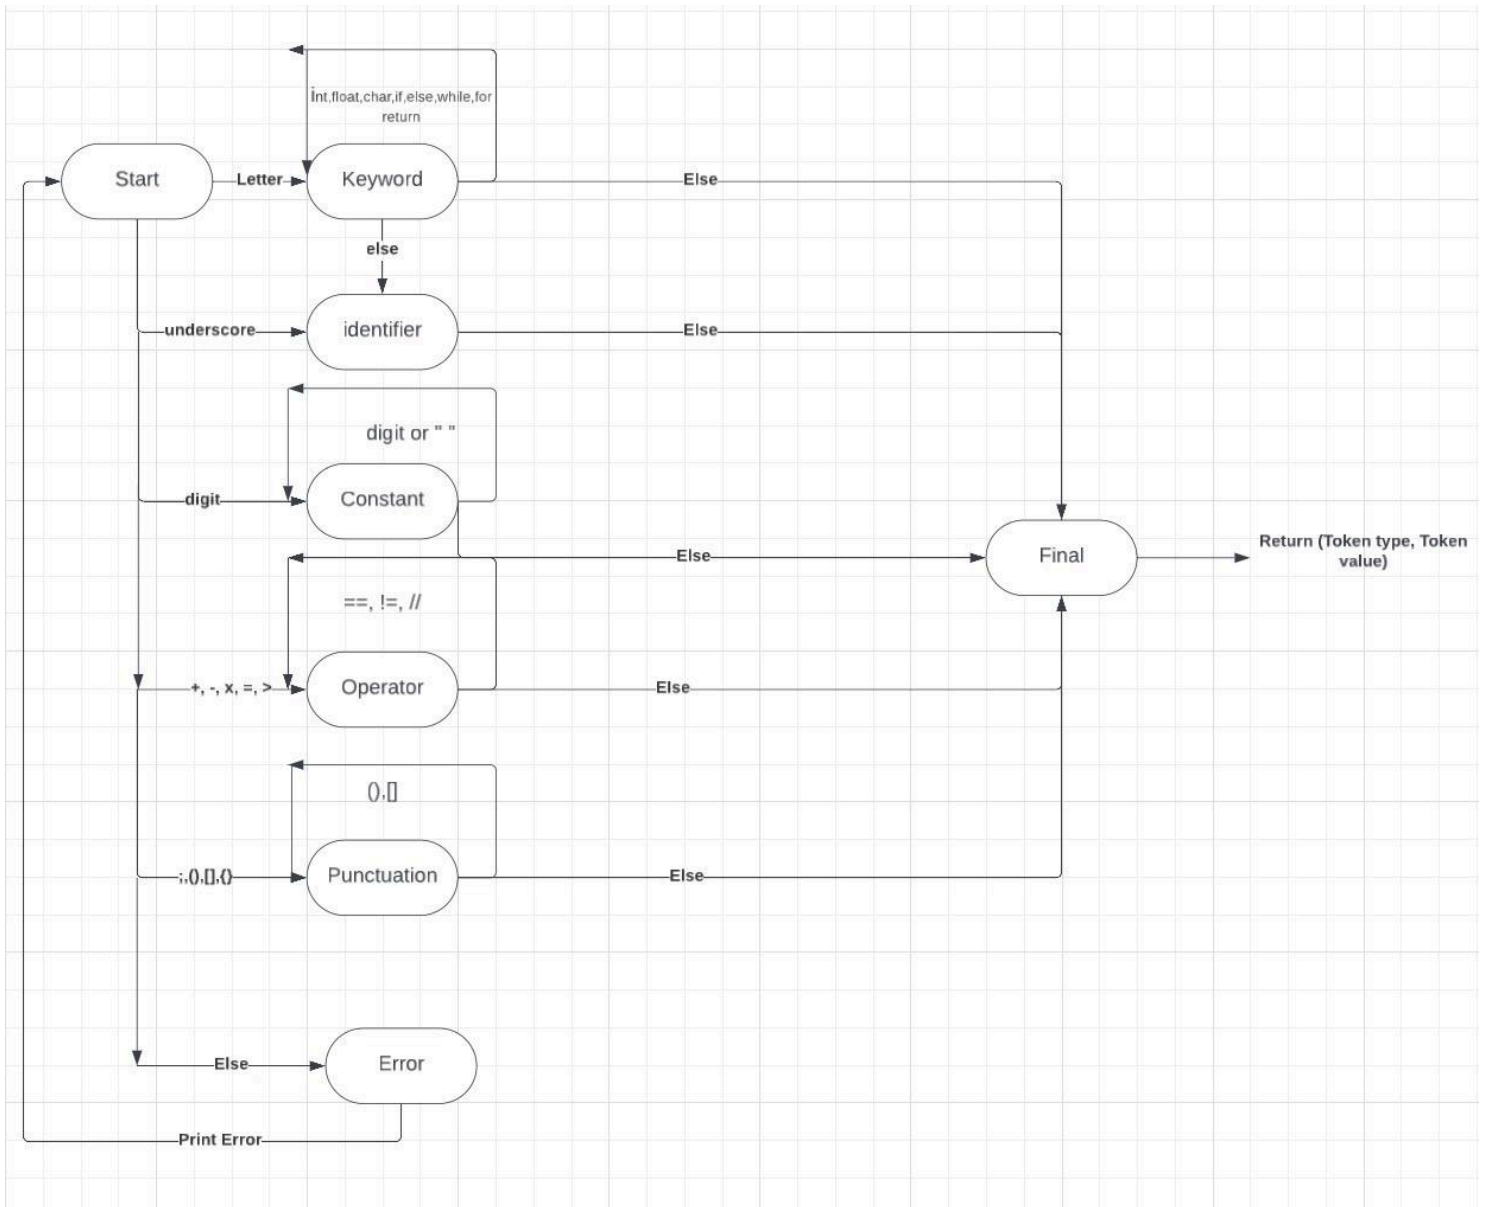 İnt,float,char,if,else,while,for
return
Start
Letter
Keyword
Else
else
underscore
identifier
Else
digit or " "
digit
Constant
Else
Final
Return (Token type, Token
value)
==, !=, //
+, -, x, =, >
Operator
Else
(),[]
;,(),[],{}
Punctuation
Else
Else
Error
Print Error